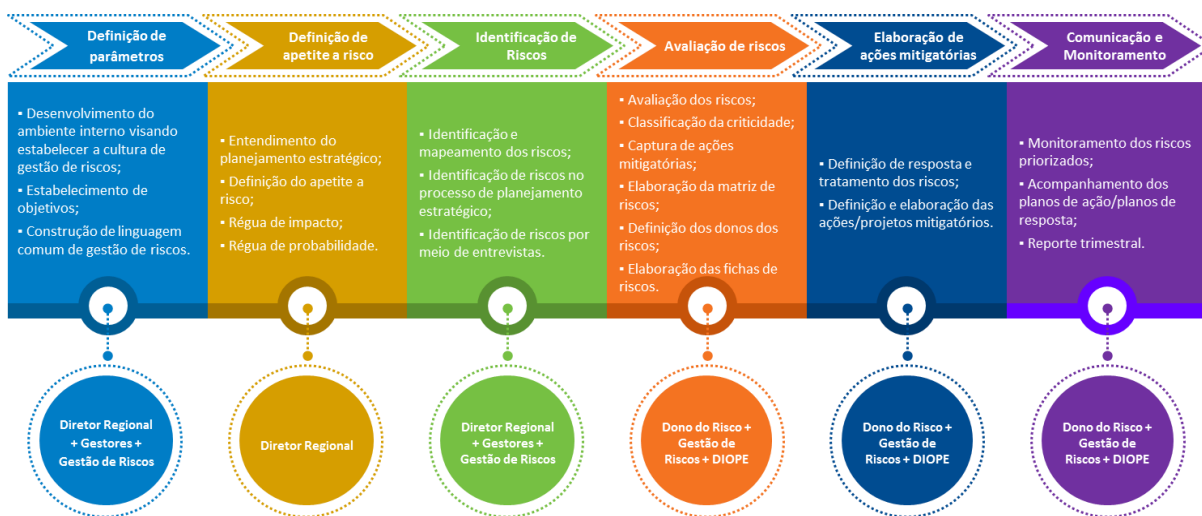 Definição de
parâmetros
Definição de
apetite a risco
Identificação de
Riscos
Avaliação de riscos
Elaboração de
ações mitigatórias
Comunicação e
Monitoramento
▪ Desenvolvimento do
ambiente interno visando
estabelecer a cultura de
gestão de riscos;
▪ Estabelecimento de
objetivos;
▪ Construção de linguagem
comum de gestão de riscos.
▪ Entendimento do
planejamento estratégico;
▪ Definição do apetite a
risco;
▪ Régua de impacto;
▪ Régua de probabilidade.
▪ Identificação e
mapeamento dos riscos;
▪ Identificação de riscos no
processo de planejamento
estratégico;
▪ Identificação de riscos por
meio de entrevistas.
▪ Avaliação dos riscos;
▪ Classificação da criticidade;
▪ Captura de ações
mitigatórias;
▪ Elaboração da matriz de
riscos;
▪ Definição dos donos dos
riscos;
▪ Elaboração das fichas de
riscos.
▪ Definição de resposta e
tratamento dos riscos;
▪ Definição e elaboração das
ações/projetos mitigatórios.
▪ Monitoramento dos riscos
priorizados;
▪ Acompanhamento dos
planos de ação/planos de
resposta;
▪ Reporte trimestral.
Diretor Regional
+ Gestores +
Gestão de Riscos
Diretor Regional
Diretor Regional
+ Gestores +
Gestão de Riscos
Dono do Risco +
Gestão de
Riscos + DIOPE
Dono do Risco +
Gestão de
Riscos + DIOPE
Dono do Risco +
Gestão de
Riscos + DIOPE